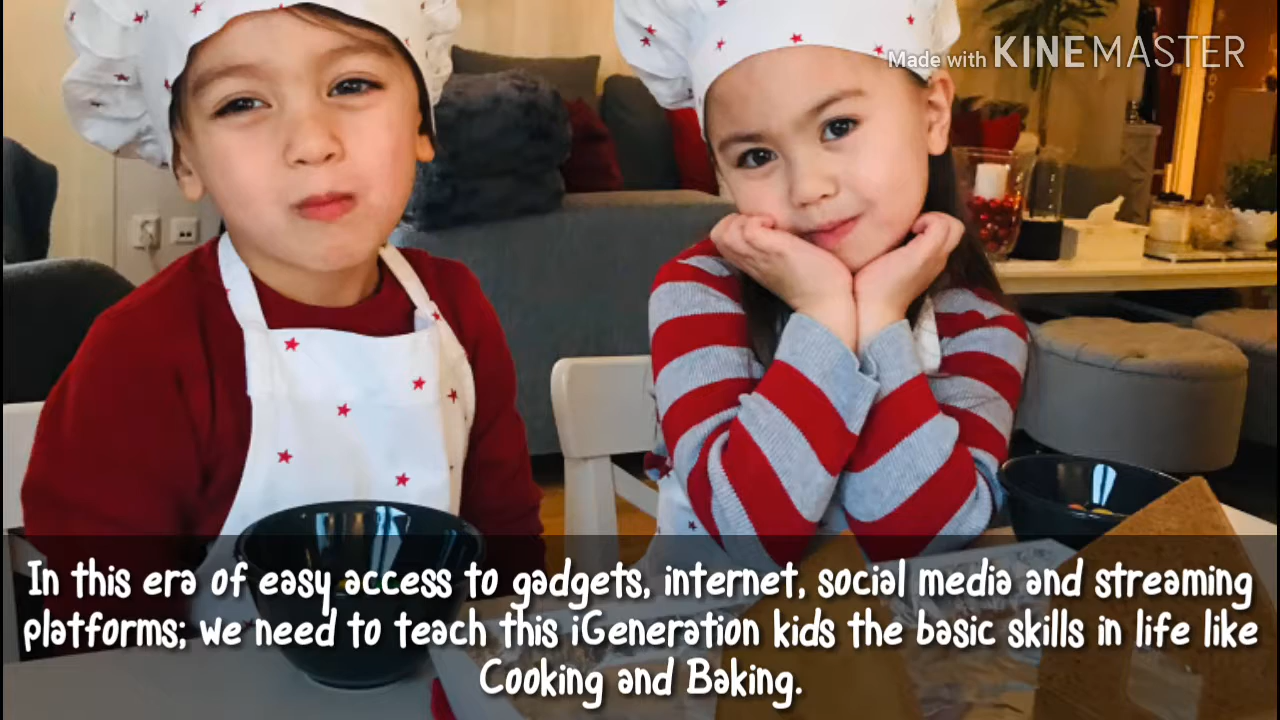 Made with KINEMASTER
In this era of easy access to gadgets, internet, social media and streaming
platforms; we need to teach this iGeneration kids the basic skills in life like
Cooking and Baking.